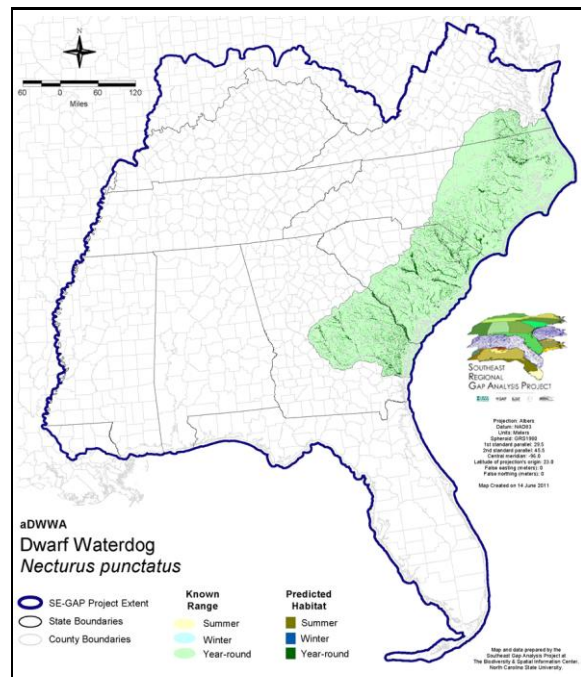 60 0 60 120
Miles
SOUTHEAST
REGIONAL
GAP ANALYSIS PROJECT
Projection: Albers
Datum: NAD83
Units: Meters
Spheroid: GRS1980
1st standard parallel: 29.5
2nd standard parallel: 45.5
Central meridian: -96.0
Latitude of projection's origin: 23.0
False easting (meters): 0
False northing (meters): 0
Map Created on 14 June 2011
aDWWA
Dwarf Waterdog
Necturus punctatus
SE-GAP Project Extent
State Boundaries
County Boundaries
Known
Range
Summer
Winter
Year-round
Predicted
Habitat
Summer
Winter
Year-round
Map and data prepared by the
Southeast Gap Analysis Project at
The Biodiversity & Spatial Information Center,
North Carolina State University.